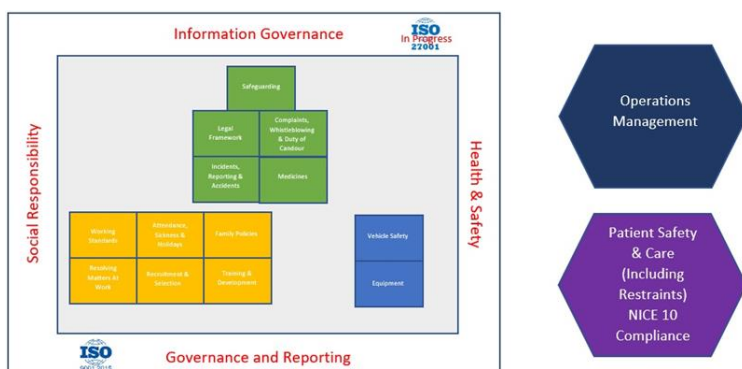 Information Governance
ISO
In Progress
27001
Social Responsibility
Health & Safety
Safeguarding
Legal
Framework
Complaints,
Whistleblowing
& Duty of
Candour
Incidents,
Reporting &
Accidents
Medicines
Working
Standards
Attendance,
Sickness &
Holidays
Family Policies
Resolving
Matters At
Work
Recruitment &
Selection
Training &
Development
Vehicle Safety
Equipment
ISO
9001:2015
Governance and Reporting
Operations
Management
Patient Safety
& Care
(Including
Restraints)
NICE 10
Compliance